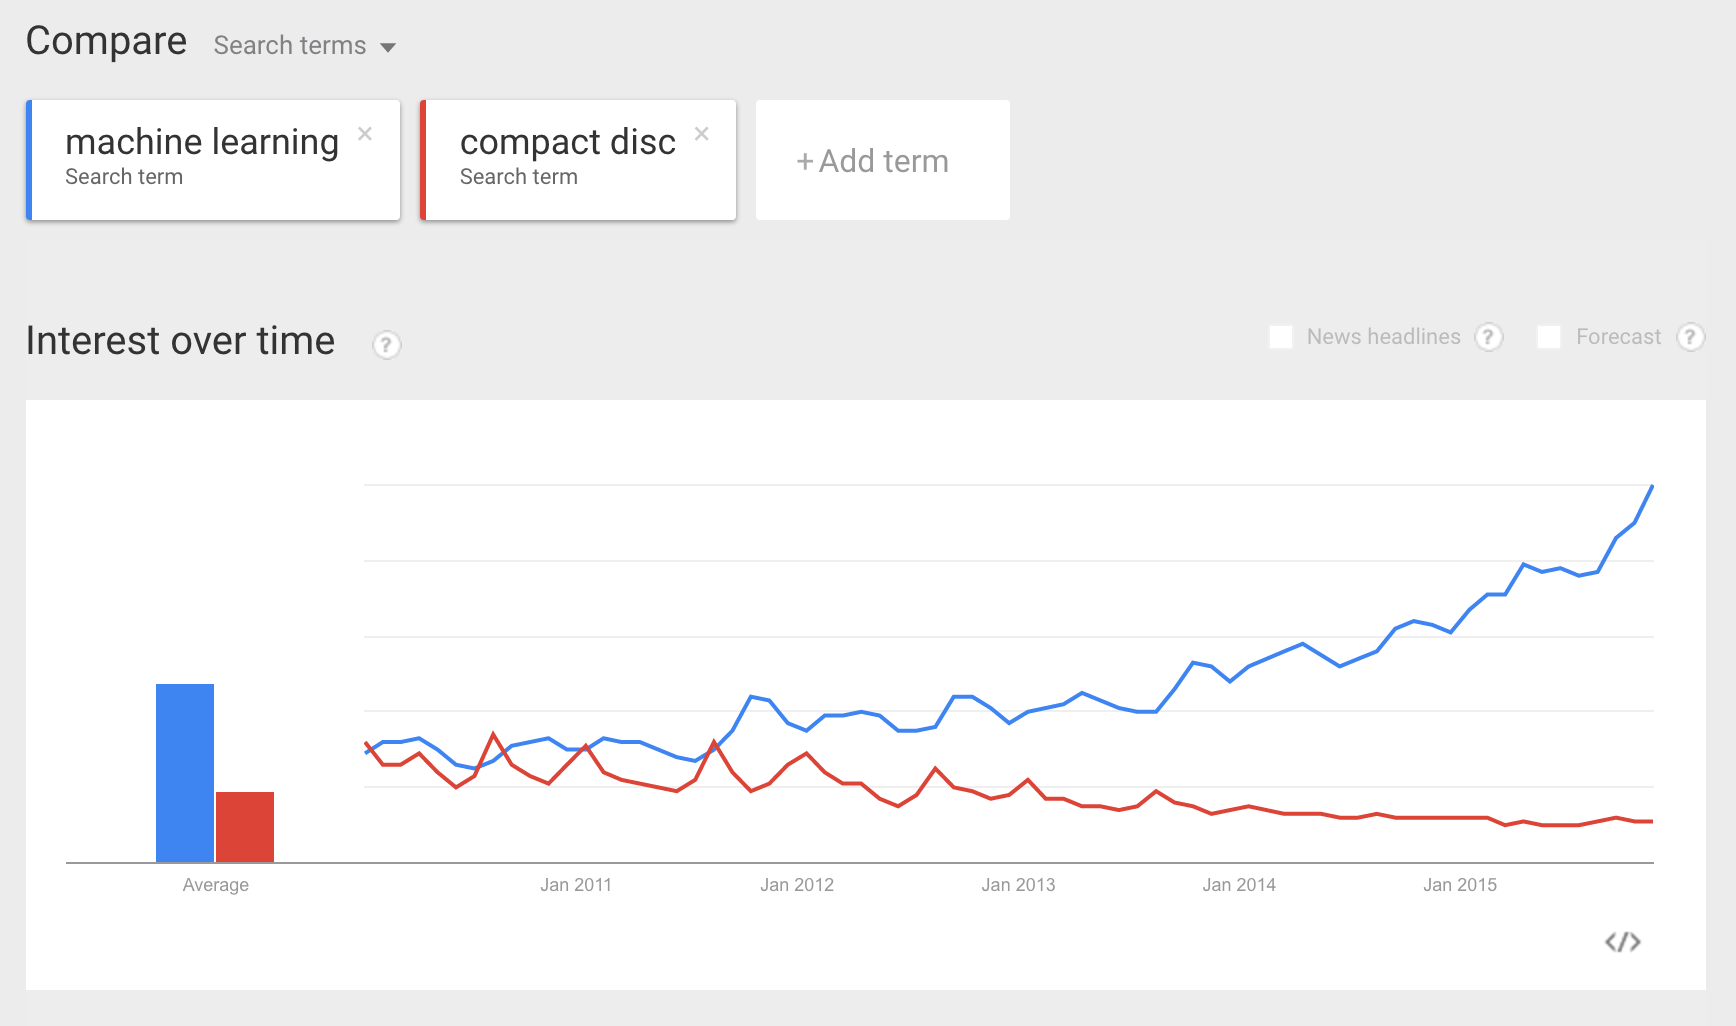 Compare Search terms
machine learning ×
Search term
compact disc ×
Search term
+Add term
Interest over time ?
News headlines ? Forecast ?
Average Jan 2011 Jan 2012 Jan 2013 Jan 2014 Jan 2015
</>